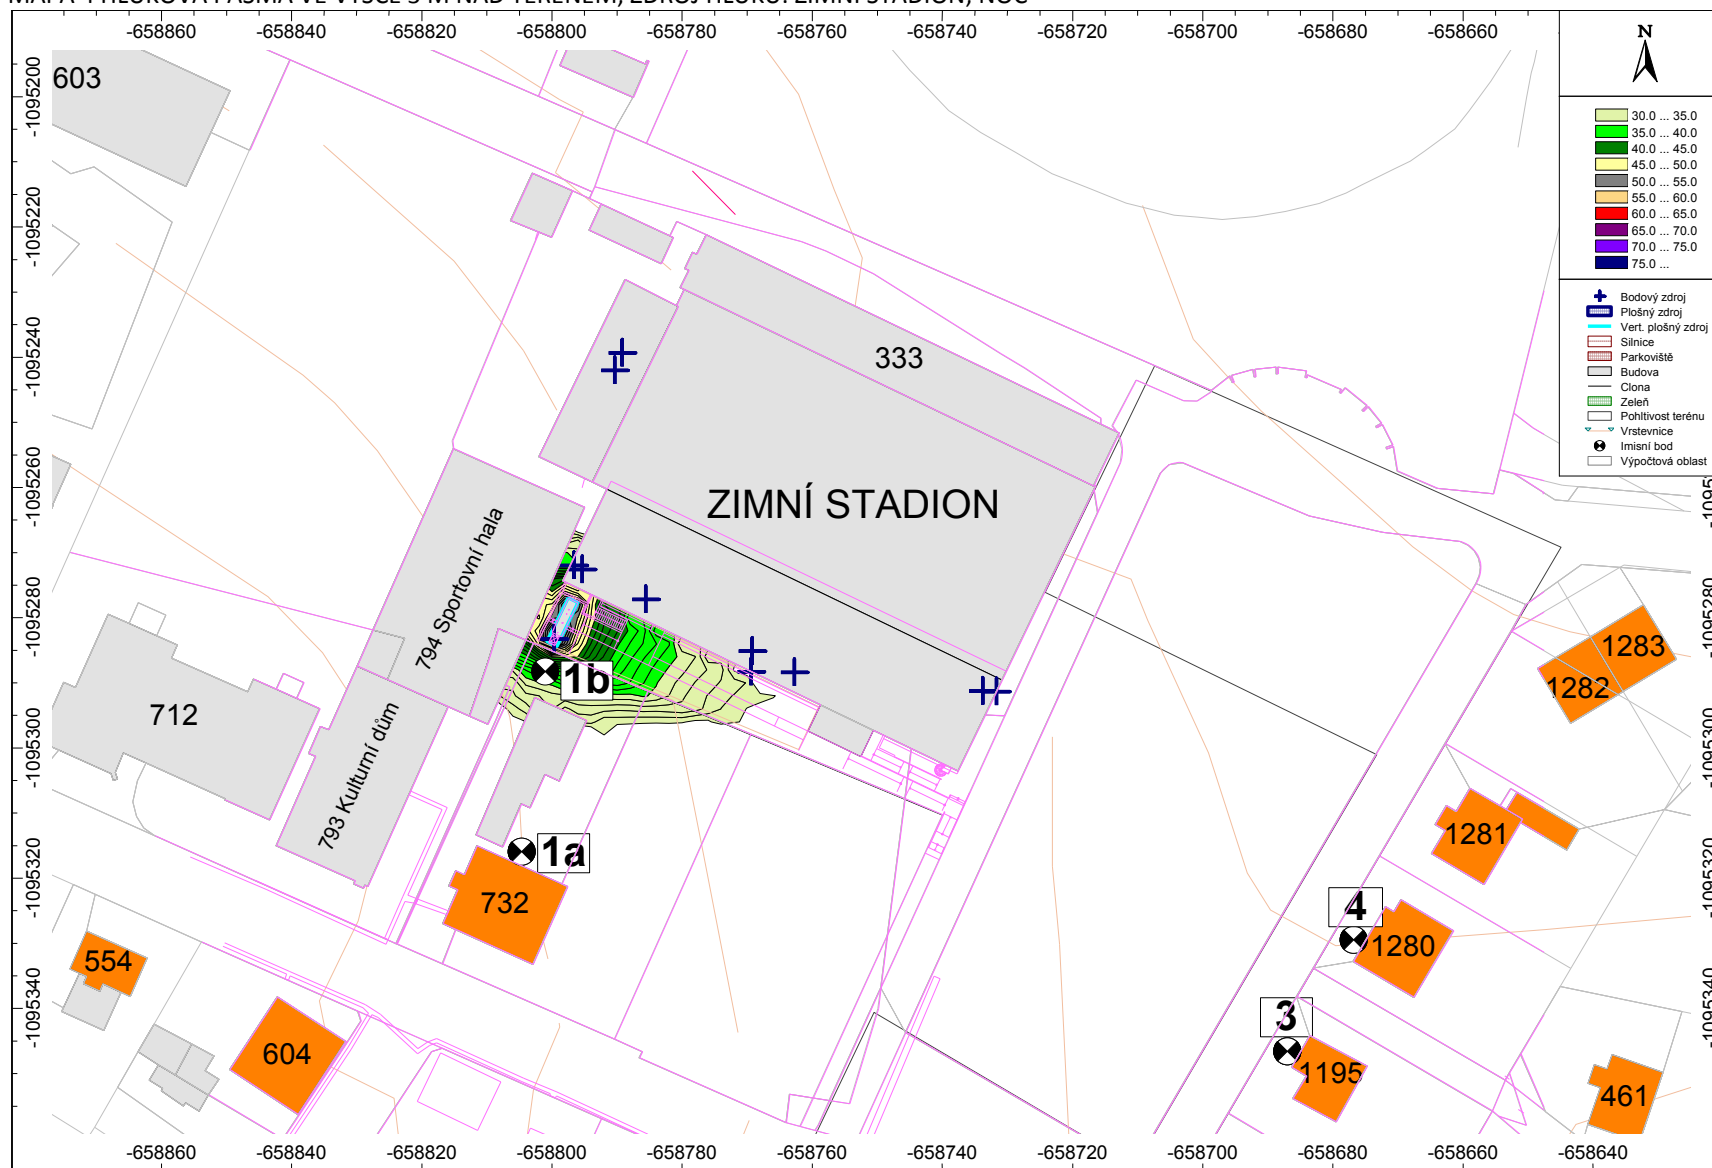 -658860 -658840 -658820 -658800 -658780 -658760 -658740 -658720 -658700 -658680 -658660
N
-1095200
-1095220
-1095240
-1095260
-1095280
-1095300
-1095320
-1095340
30.0 ... 35.0
35.0 ... 40.0
40.0 ... 45.0
45.0 ... 50.0
50.0 ... 55.0
55.0 ... 60.0
60.0 ... 65.0
65.0 ... 70.0
70.0 ... 75.0
75.0 ...
Bodový zdroj
Plošný zdroj
Vert. plošný zdroj
Silnice
Parkoviště
Budova
Clona
Zeleň
Pohltivost terénu
Vrstevnice
Imisní bod
Výpočtová oblast
603
333
ZIMNÍ STADION
794 Sportovní hala
793 Kulturní dům
712
1b
1a
732
554
604
1283
1282
1281
4
1280
3
1195
461
-1095280
-1095300
-1095320
-1095340
-658860 -658840 -658820 -658800 -658780 -658760 -658740 -658720 -658700 -658680 -658660 -658640